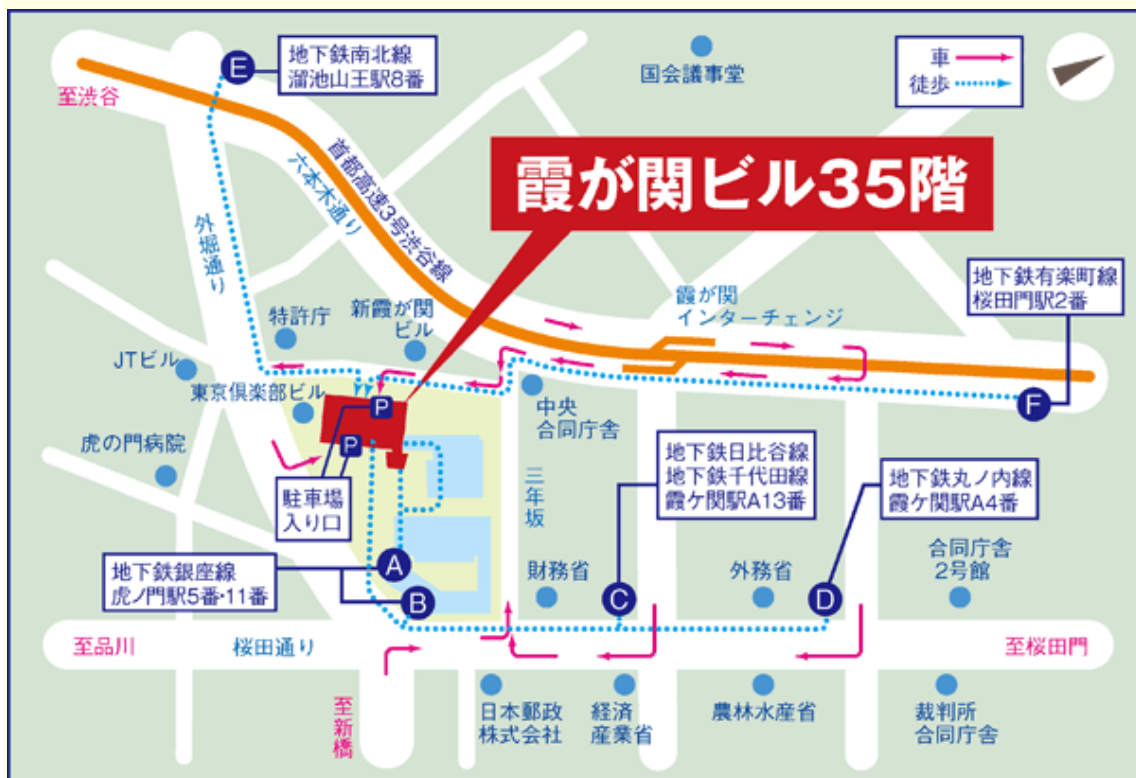 地下鉄南北線
溜池山王駅8番
E
国会議事堂
車
徒歩
至渋谷
霞が関ビル35階
首都高速3号渋谷線
六本木通り
外堀通り
地下鉄有楽町線
桜田門駅2番
霞が関
インターチェンジ
特許庁
新霞が関
ビル
JTビル
東京倶楽部ビル
P
P
中央
合同庁舎
F
虎の門病院
地下鉄日比谷線
地下鉄千代田線
霞ケ関駅A13番
地下鉄丸ノ内線
霞ケ関駅A4番
駐車場
入り口
三年坂
合同庁舎
2号館
地下鉄銀座線
虎ノ門駅5番・11番
A
B
財務省
C
外務省
D
至品川
桜田通り
至桜田門
至新橋
日本郵政
株式会社
経済
産業省
農林水産省
裁判所
合同庁舎